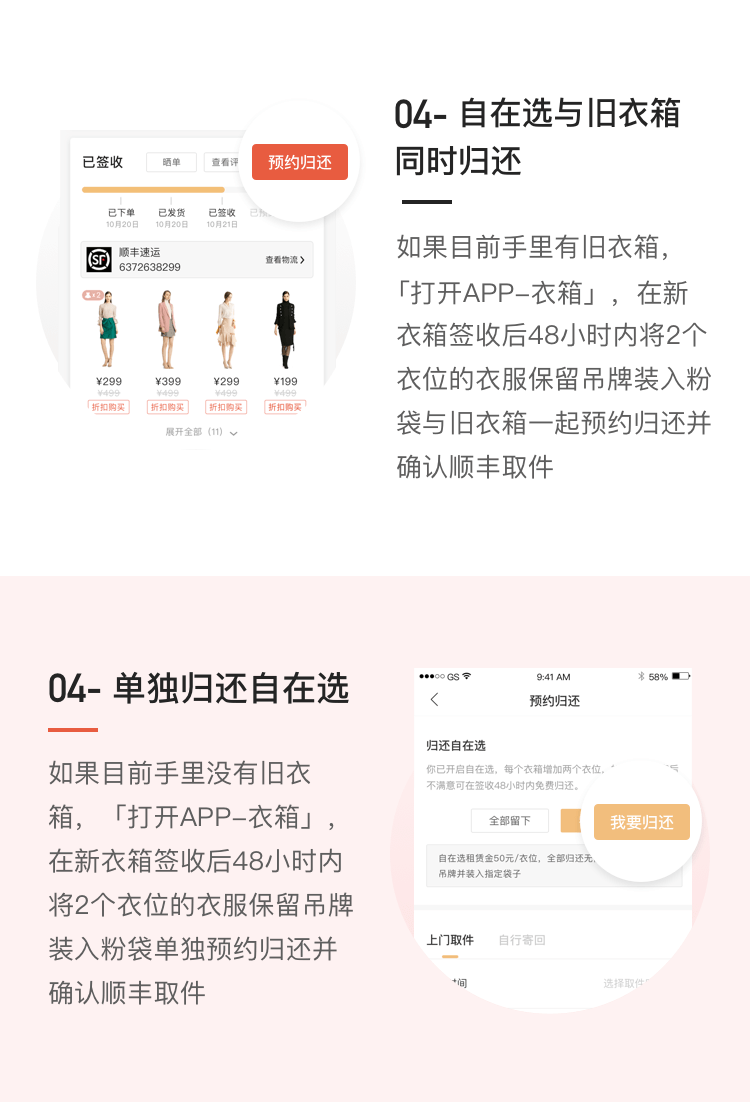 04- 自在选与旧衣箱
同时归还
如果目前手里有旧衣箱，
「打开APP-衣箱」，在新
衣箱签收后48小时内将2个
衣位的衣服保留吊牌装入粉
袋与旧衣箱一起预约归还并
确认顺丰取件
已签收
晒单
查看评
预约归还
已下单 已发货 已签收
10月20日 10月20日 10月21日
SF
顺丰速运
6372638299
查看物流
×2
¥299 ¥399 ¥299 ¥199
¥499 ¥499 ¥499 ¥499
折扣购买 折扣购买 折扣购买 折扣购买
展开全部（11）
04- 单独归还自在选
如果目前手里没有旧衣
箱，「打开APP-衣箱」，
在新衣箱签收后48小时内
将2个衣位的衣服保留吊牌
装入粉袋单独预约归还并
确认顺丰取件
GS 9:41 AM 58%
预约归还
归还自在选
你已开启自在选，每个衣箱增加两个衣位，
不满意可在签收48小时内免费归还。
全部留下
我要归还
自在选租赁金50元/衣位，全部归还无
吊牌并装入指定袋子
上门取件 自行寄回
时间
选择取件